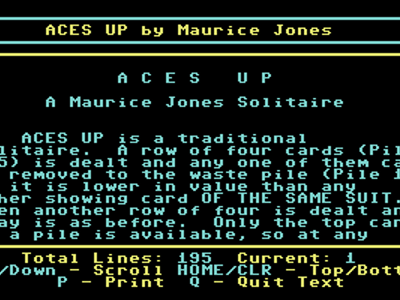 ACES UP by Maurice Jones
A C E S   U P
A Maurice Jones Solitaire
ACES UP is a traditional
litaire. A row of four cards (Pil
5) is dealt and any one of them ca
removed to the waste pile (Pile 1
it is lower in value than any
her showing card OF THE SAME SUIT.
en another row of four is dealt an
ay is as before. Only the top car
a pile is available, so at any
Total Lines: 195 Current: 1
/Down - Scroll HOME/CLR - Top/Bott
P - Print Q - Quit Text